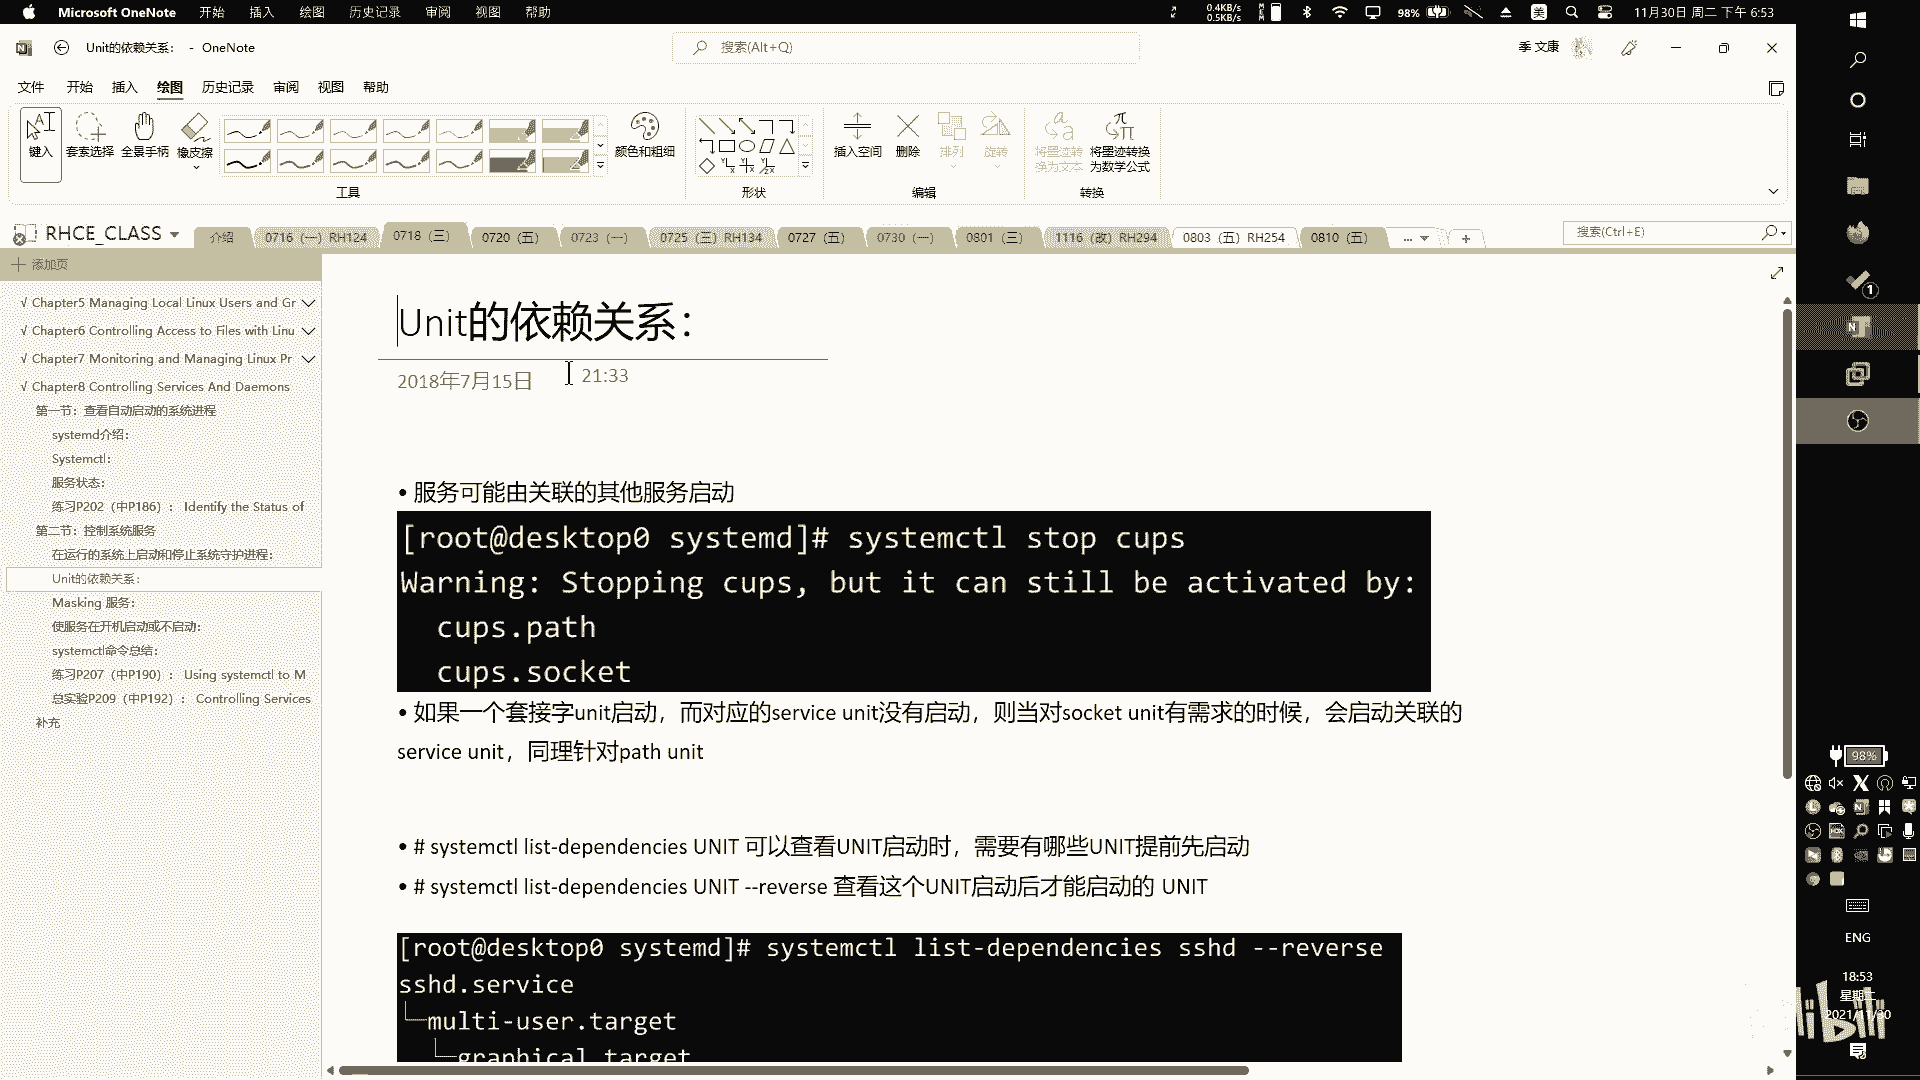 Microsoft OneNote 开始 插入 绘图 历史记录 审阅 视图 帮助
0.4KB/s
0.5KB/s
98%
美
11月30日 周二 下午 6:53
Unit的依赖关系： - OneNote
搜索(Alt+Q)
季 文康
文件 开始 插入 绘图 历史记录 审阅 视图 帮助
键入 套索选择 全景手柄 橡皮擦 颜色和粗细 插入空间 删除 排列 旋转 将墨迹转换为文本 将墨迹转换为数学公式
工具 形状 编辑 转换
RHCE_CLASS 介绍 0716（一）RH124 0718（三） 0720（五） 0723（一） 0725（三）RH134 0727（五） 0730（一） 0801（三） 1116（改）RH294 0803（五）RH254 0810（五） ... +
搜索(Ctrl+E)
添加页
√ Chapter5 Managing Local Linux Users and Gr
√ Chapter6 Controlling Access to Files with Linu
√ Chapter7 Monitoring and Managing Linux Pr
√ Chapter8 Controlling Services And Daemons
第一节：查看自动启动的系统进程
systemd介绍：
Systemctl：
服务状态：
练习P202（中P186）： Identify the Status of
第二节：控制系统服务
在运行的系统上启动和停止系统守护进程：
Unit的依赖关系：
Masking 服务：
使服务在开机启动或不启动：
systemctl命令总结：
练习P207（中P190）： Using systemctl to M
总实验P209（中P192）： Controlling Services
补充
Unit的依赖关系：
2018年7月15日 21:33
• 服务可能由关联的其他服务启动
[root@desktop0 systemd]# systemctl stop cups
Warning: Stopping cups, but it can still be activated by:
cups.path
cups.socket
• 如果一个套接字unit启动，而对应的service unit没有启动，则当对socket unit有需求的时候，会启动关联的
service unit，同理针对path unit
• # systemctl list-dependencies UNIT 可以查看UNIT启动时，需要有哪些UNIT提前先启动
• # systemctl list-dependencies UNIT --reverse 查看这个UNIT启动后才能启动的 UNIT
[root@desktop0 systemd]# systemctl list-dependencies sshd --reverse
sshd.service
└─multi-user.target
└─graphical.target
1
98%
ENG
18:53
星期二
2021/11/30